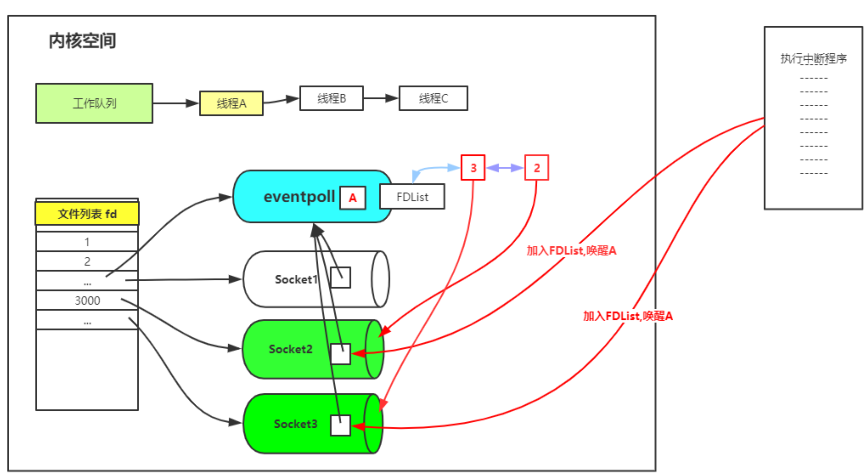 内核空间
执行中断程序
------
------
------
------
------
------
------
------
------
工作队列
线程A
线程B
线程C
3
2
eventpoll
A
FDList
文件列表 fd
1
2
...
3000
...
加入FDList,唤醒A
Socket1
加入FDList,唤醒A
Socket2
Socket3